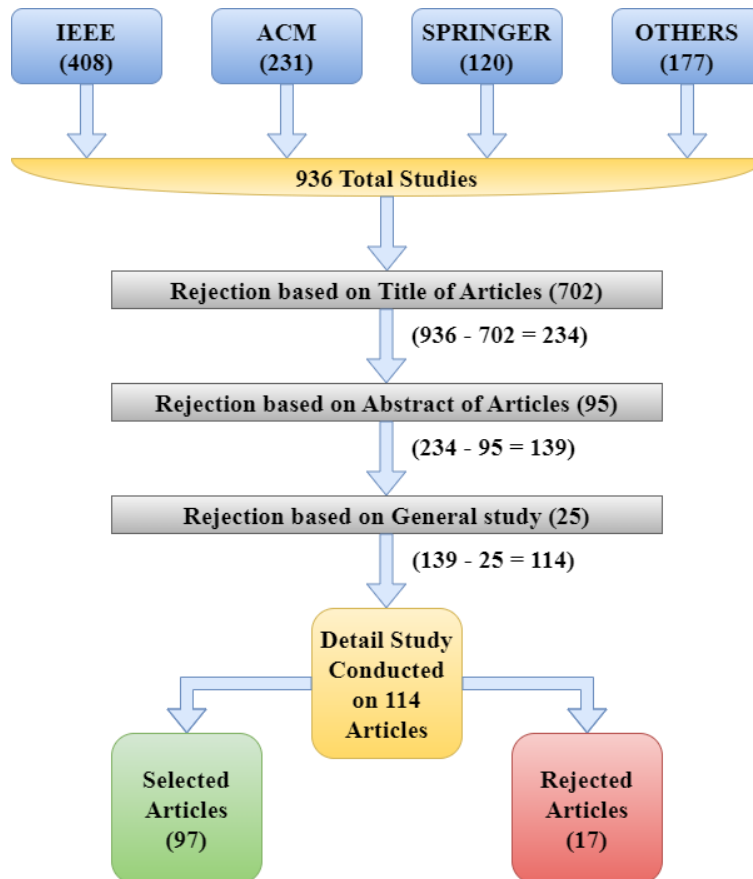 IEEE
(408)
ACM
(231)
SPRINGER
(120)
OTHERS
(177)
936 Total Studies
Rejection based on Title of Articles (702)
(936 - 702 = 234)
Rejection based on Abstract of Articles (95)
(234 - 95 = 139)
Rejection based on General study (25)
(139 - 25 = 114)
Detail Study
Conducted
on 114
Articles
Selected
Articles
(97)
Rejected
Articles
(17)